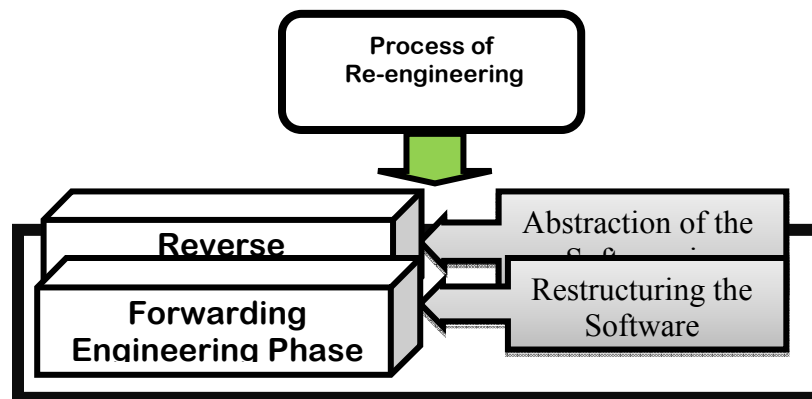 Process of
Re-engineering
Reverse
Abstraction of the
Forwarding
Engineering Phase
Restructuring the
Software